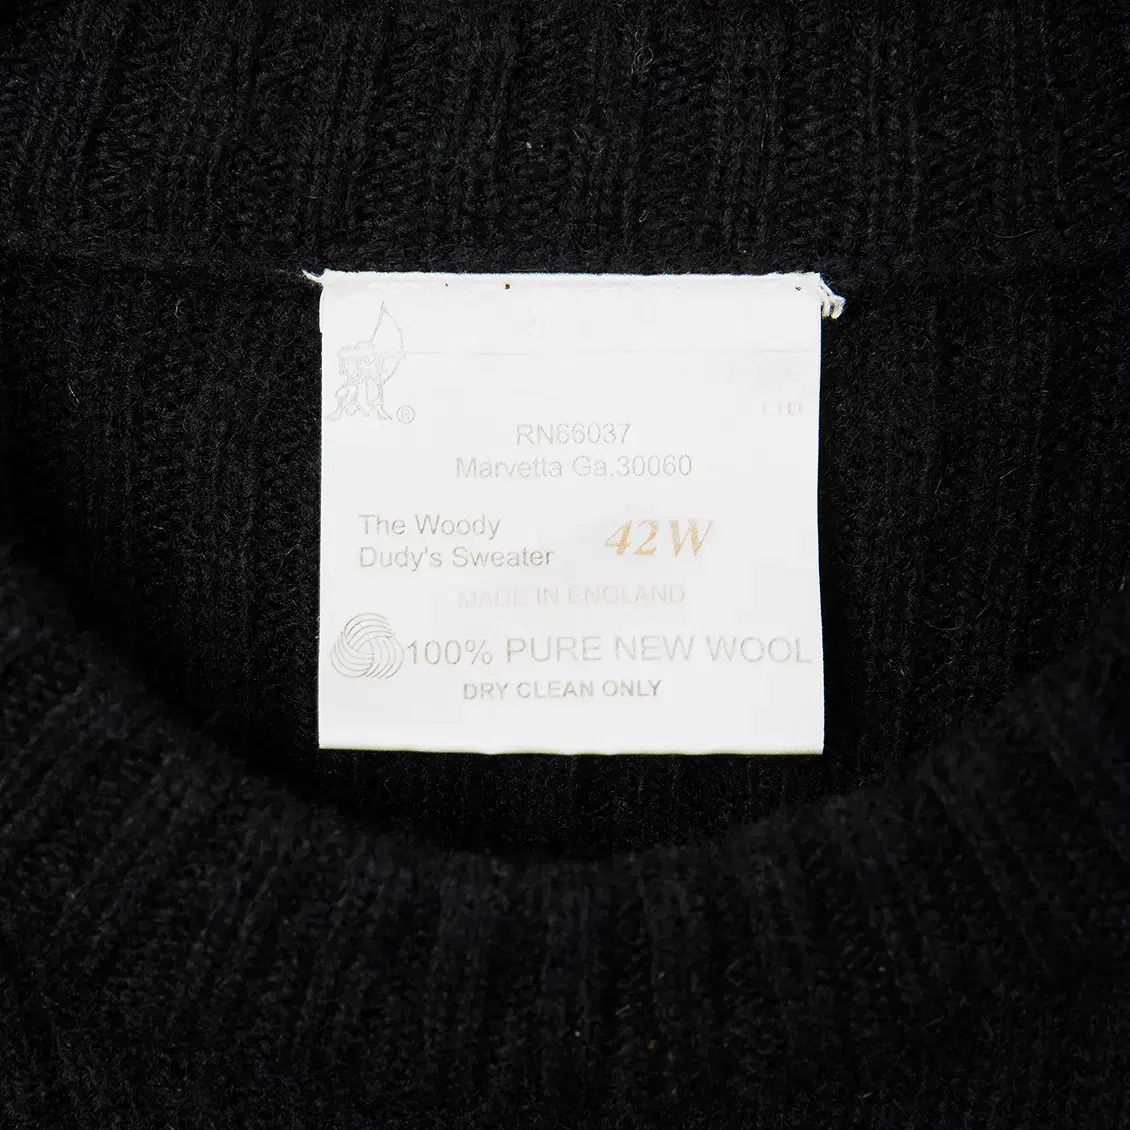 ®
LTD
RN66037
Marvetta Ga.30060
The Woody
Dudy's Sweater
42W
MADE IN ENGLAND
100% PURE NEW WOOL
DRY CLEAN ONLY